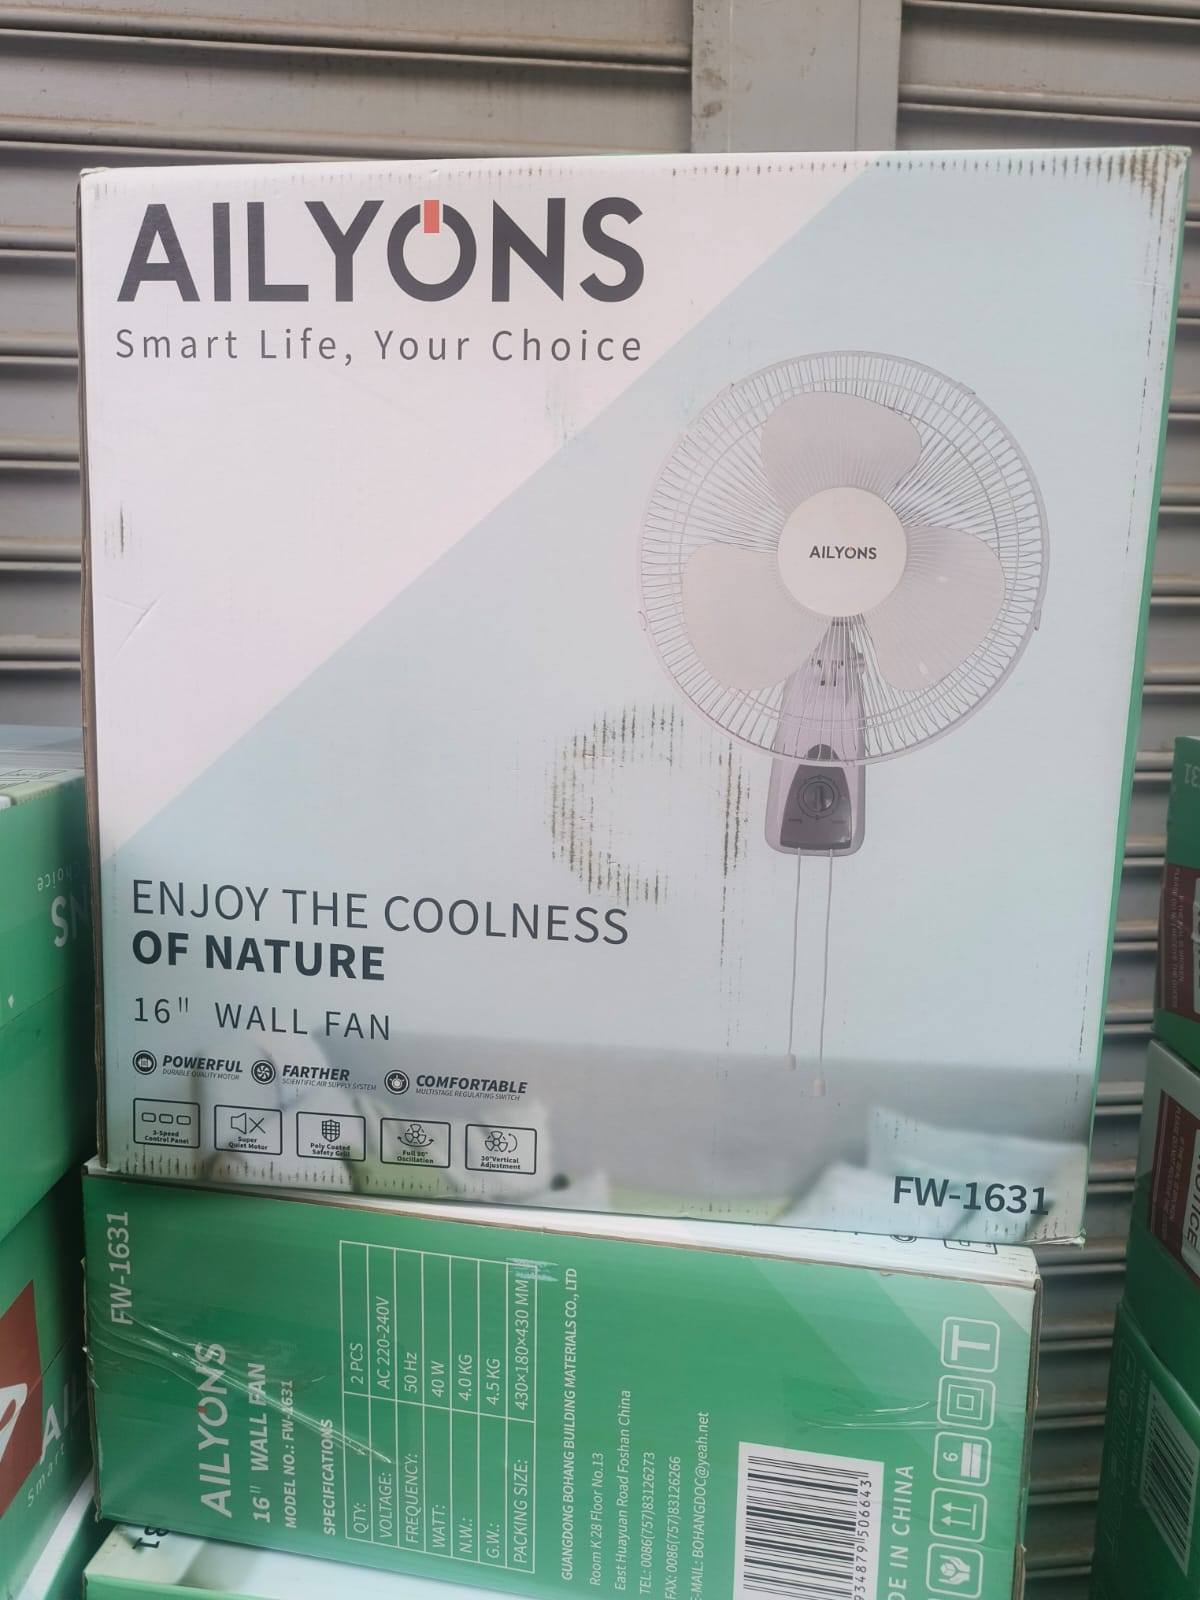 AILYONS
Smart Life, Your Choice
AILYONS
ENJOY THE COOLNESS
OF NATURE
16" WALL FAN
POWERFUL
DURABLE QUALITY MOTOR
FARTHER
SCIENTIFIC AIR SUPPLY SYSTEM
COMFORTABLE
MULTISTAGE REGULATING SWITCH
3-Speed
Control Panel
Super
Quiet Motor
Poly Coated
Safety Grill
Full 90°
Oscillation
30°Vertical
Adjustment
FW-1631
FW-1631
AILYONS
16" WALL FAN
MODEL NO.: FW-1631
SPECIFICATIONS
QTY: 2 PCS
VOLTAGE: AC 220-240V
FREQUENCY: 50 Hz
WATT: 40 W
N.W.: 4.0 KG
G.W.: 4.5 KG
PACKING SIZE: 430×180×430 MM
GUANGDONG BOHANG BUILDING MATERIALS CO., LTD
Room K 28 Floor No.13
East Huayuan Road Foshan China
TEL: 0086(757)83126273
FAX: 0086(757)83126266
E-MAIL: BOHANGDOC@yeah.net
934879506643
DE IN CHINA
6
T